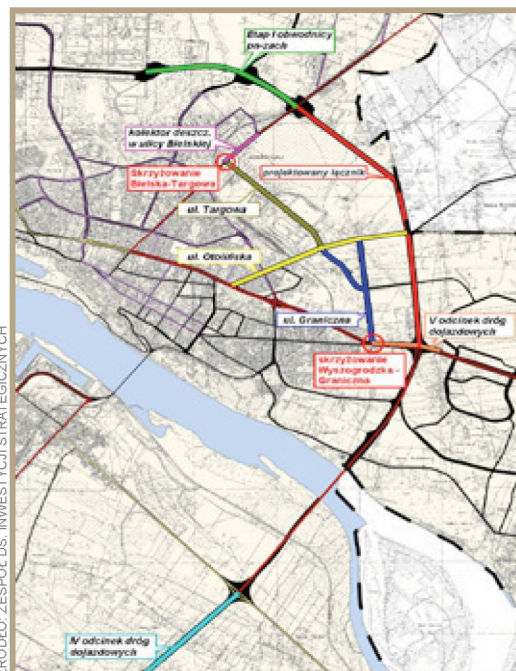 Etap I obwodnicy
pn-zach
kolektor deszcz.
w ulicy Bielskiej
Skrzyżowanie
Bielska-Targowa
projektowany łącznik
ul. Targowa
ul. Otolińska
ul. Graniczna
V odcinek dróg
dojazdowych
skrzyżowanie
Wyszogrodzka -
Graniczna
IV odcinek dróg
dojazdowych
ŹRÓDŁO: ZESPÓŁ DS. INWESTYCJI STRATEGICZNYCH